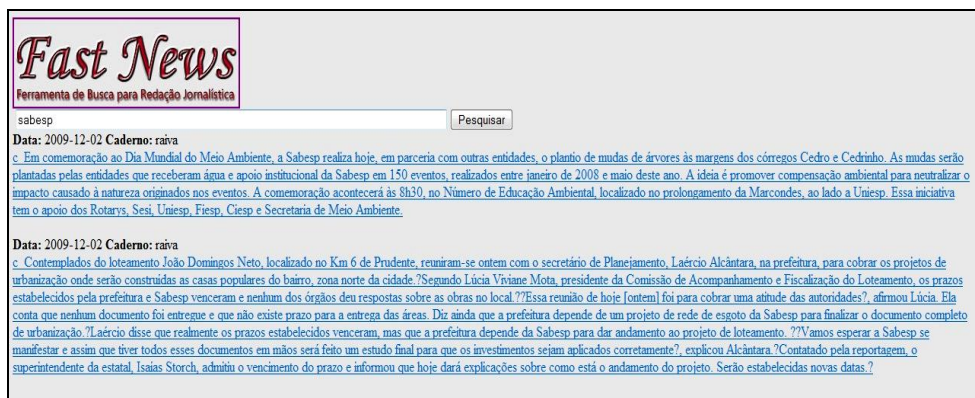 Fast News
Ferramenta de Busca para Redação Jornalística
sabesp Pesquisar
Data: 2009-12-02 Caderno: raiva
c_Em comemoração ao Dia Mundial do Meio Ambiente, a Sabesp realiza hoje, em parceria com outras entidades, o plantio de mudas de árvores às margens dos córregos Cedro e Cedrinho. As mudas serão
plantadas pelas entidades que receberam água e apoio institucional da Sabesp em 150 eventos, realizados entre janeiro de 2008 e maio deste ano. A ideia é promover compensação ambiental para neutralizar o
impacto causado à natureza originados nos eventos. A comemoração acontecerá às 8h30, no Número de Educação Ambiental, localizado no prolongamento da Marcondes, ao lado a Uniesp. Essa iniciativa
tem o apoio dos Rotarys, Sesi, Uniesp, Fiesp, Ciesp e Secretaria de Meio Ambiente.
Data: 2009-12-02 Caderno: raiva
c_Contemplados do loteamento João Domingos Neto, localizado no Km 6 de Prudente, reuniram-se ontem com o secretário de Planejamento, Laércio Alcântara, na prefeitura, para cobrar os projetos de
urbanização onde serão construídas as casas populares do bairro, zona norte da cidade.?Segundo Lúcia Viviane Mota, presidente da Comissão de Acompanhamento e Fiscalização do Loteamento, os prazos
estabelecidos pela prefeitura e Sabesp venceram e nenhum dos órgãos deu respostas sobre as obras no local.??Essa reunião de hoje [ontem] foi para cobrar uma atitude das autoridades?, afirmou Lúcia. Ela
conta que nenhum documento foi entregue e que não existe prazo para a entrega das áreas. Diz ainda que a prefeitura depende de um projeto de rede de esgoto da Sabesp para finalizar o documento completo
de urbanização.?Laércio disse que realmente os prazos estabelecidos venceram, mas que a prefeitura depende da Sabesp para dar andamento ao projeto de loteamento. ??Vamos esperar a Sabesp se
manifestar e assim que tiver todos esses documentos em mãos será feito um estudo final para que os investimentos sejam aplicados corretamente?, explicou Alcântara.?Contatado pela reportagem, o
superintendente da estatal, Isaias Storch, admitiu o vencimento do prazo e informou que hoje dará explicações sobre como está o andamento do projeto. Serão estabelecidas novas datas.?